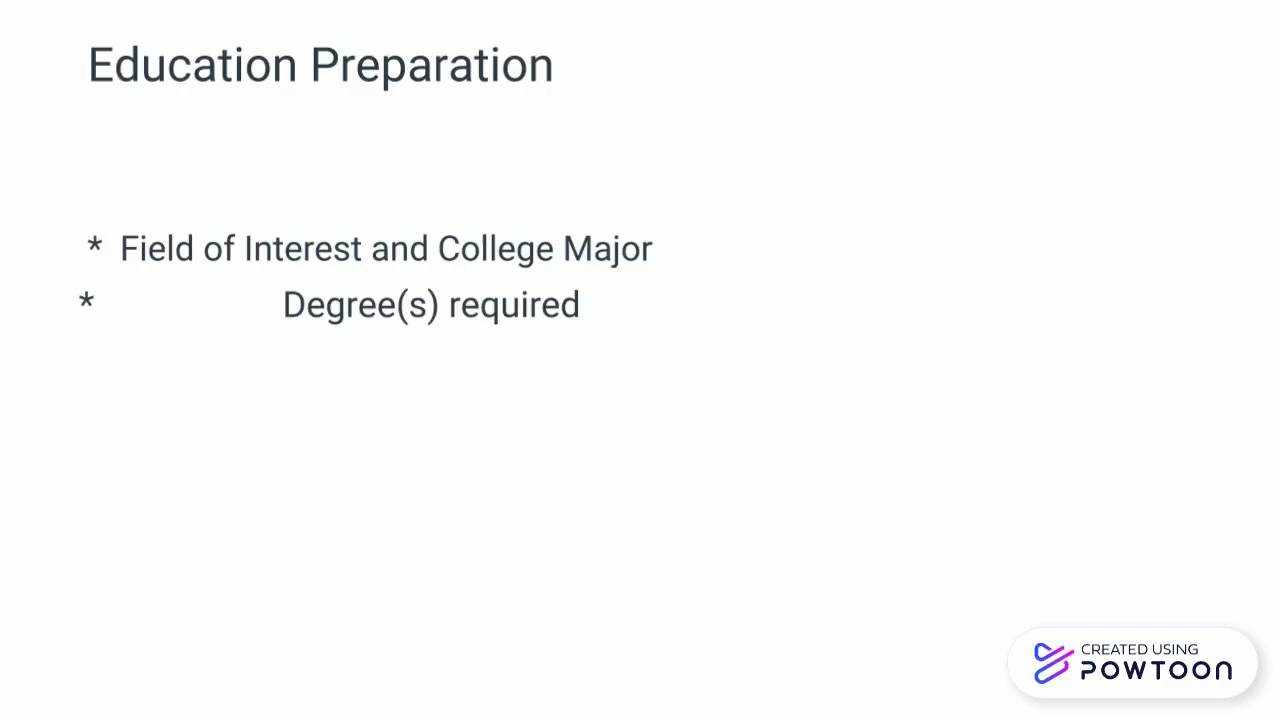 Education Preparation
* Field of Interest and College Major
* Degree(s) required
CREATED USING
POWTOON